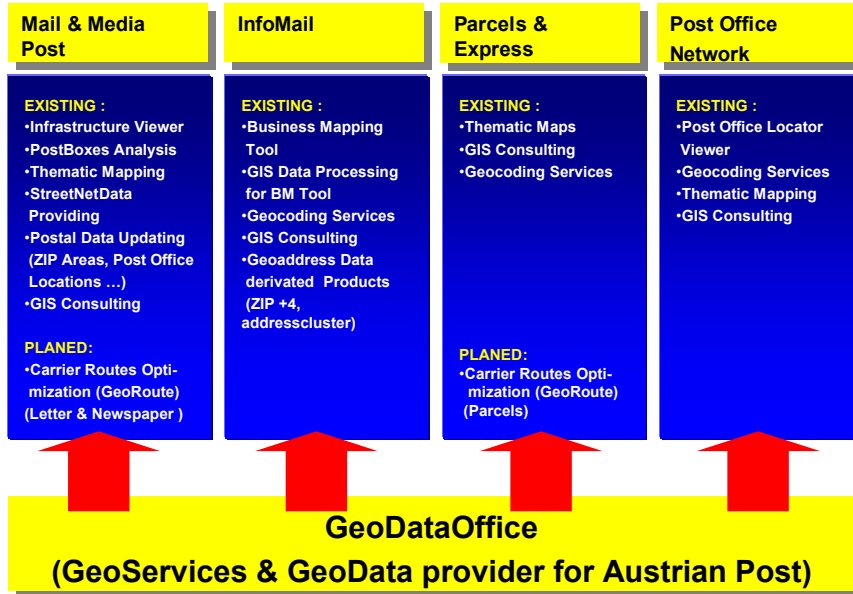 Mail & Media
Post
EXISTING :
•Infrastructure Viewer
•PostBoxes Analysis
•Thematic Mapping
•StreetNetData
Providing
•Postal Data Updating
(ZIP Areas, Post Office
Locations …)
•GIS Consulting
PLANED:
•Carrier Routes Opti-
mization (GeoRoute)
(Letter & Newspaper )
InfoMail
EXISTING :
•Business Mapping
Tool
•GIS Data Processing
for BM Tool
•Geocoding Services
•GIS Consulting
•Geoaddress Data
derivated Products
(ZIP +4,
addresscluster)
Parcels &
Express
EXISTING :
•Thematic Maps
•GIS Consulting
•Geocoding Services
PLANED:
•Carrier Routes Opti-
mization (GeoRoute)
(Parcels)
Post Office
Network
EXISTING :
•Post Office Locator
Viewer
•Geocoding Services
•Thematic Mapping
•GIS Consulting
GeoDataOffice
(GeoServices & GeoData provider for Austrian Post)